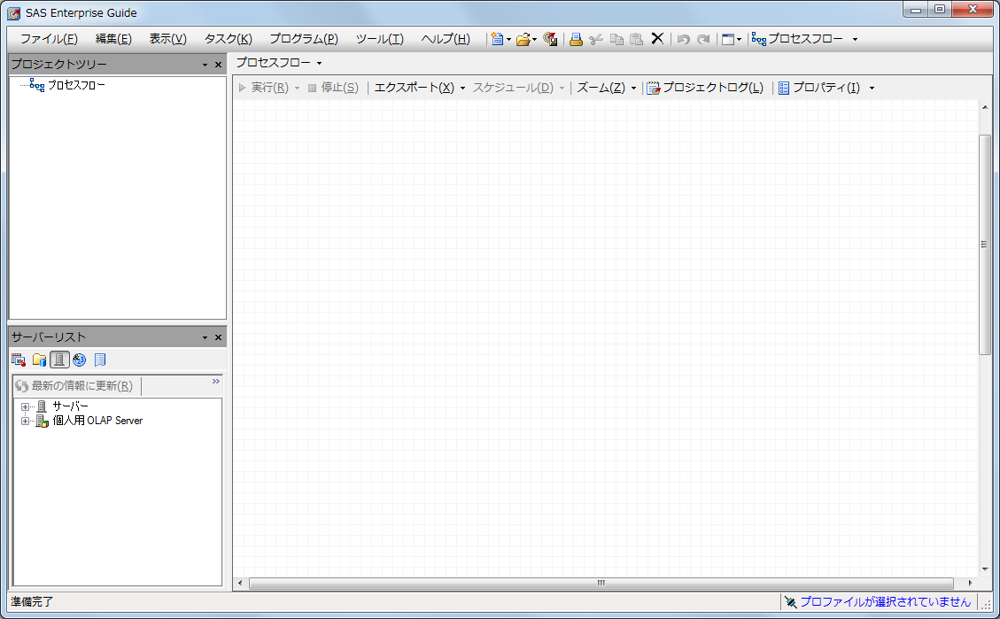 SAS Enterprise Guide
ファイル(F) 編集(E) 表示(V) タスク(K) プログラム(P) ツール(T) ヘルプ(H) プロセスフロー
プロジェクトツリー
プロセスフロー
プロセスフロー
実行(R) 停止(S) エクスポート(X) スケジュール(D) ズーム(Z) プロジェクトログ(L) プロパティ(I)
サーバーリスト
最新の情報に更新(R)
サーバー
個人用 OLAP Server
準備完了 プロファイルが選択されていません